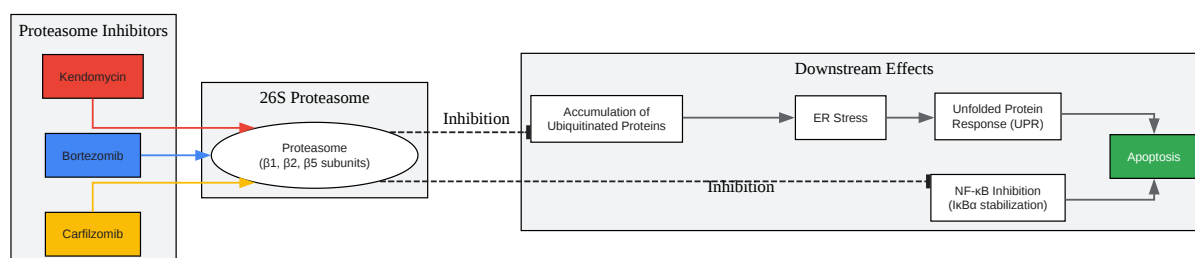 Proteasome Inhibitors
Kendomycin
Bortezomib
Carfilzomib
26S Proteasome
Proteasome
(β1, β2, β5 subunits)
Inhibition
Inhibition
Downstream Effects
Accumulation of
Ubiquitinated Proteins
ER Stress
Unfolded Protein
Response (UPR)
NF-κB Inhibition
(IκBα stabilization)
Apoptosis